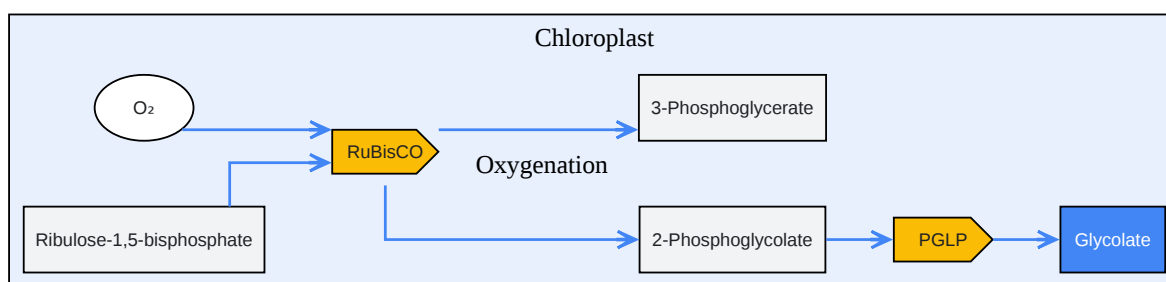 Chloroplast
O₂
3-Phosphoglycerate
RuBisCO
Oxygenation
Ribulose-1,5-bisphosphate
2-Phosphoglycolate
PGLP
Glycolate